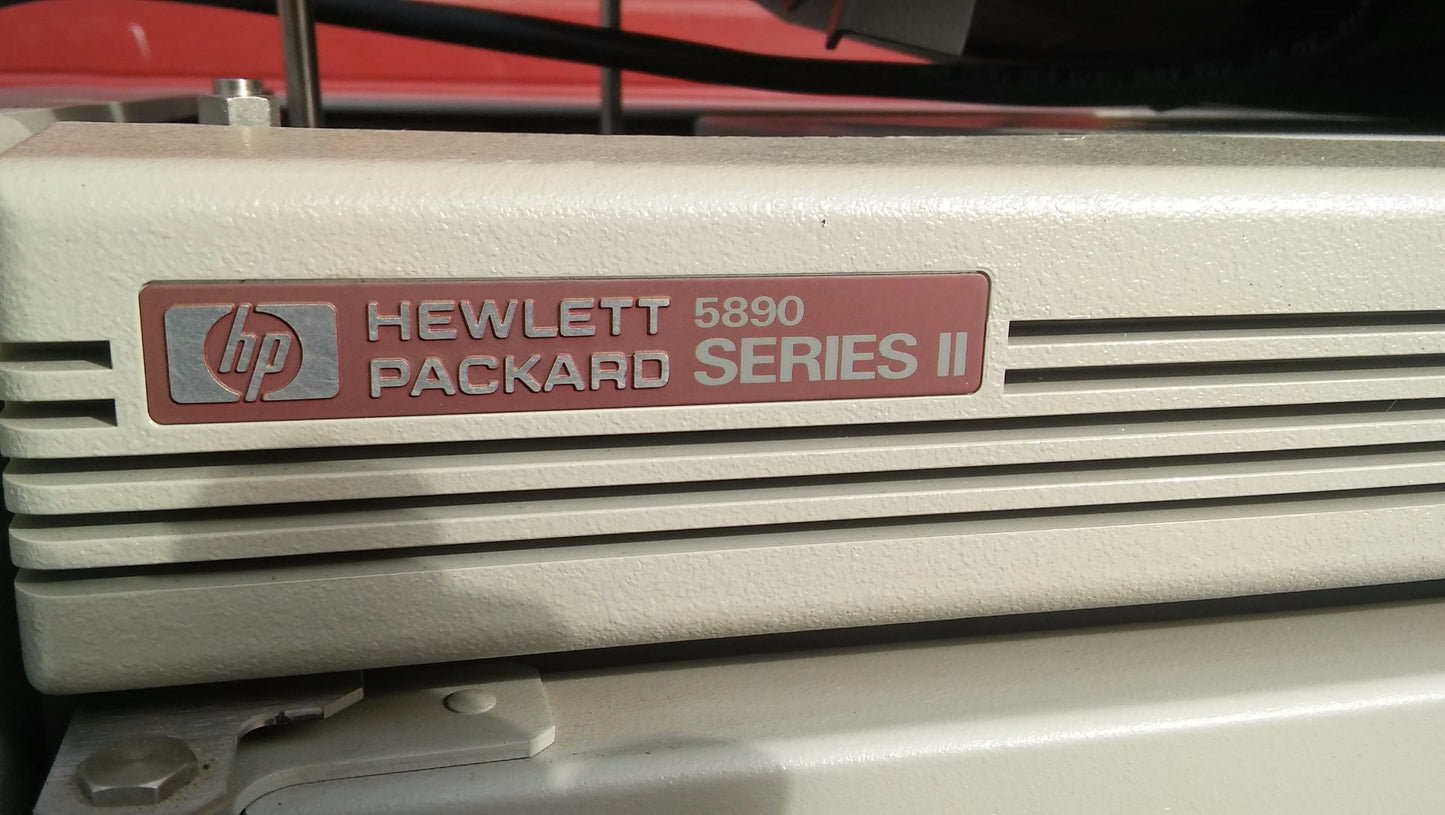 hp
HEWLETT
PACKARD
5890
SERIES II